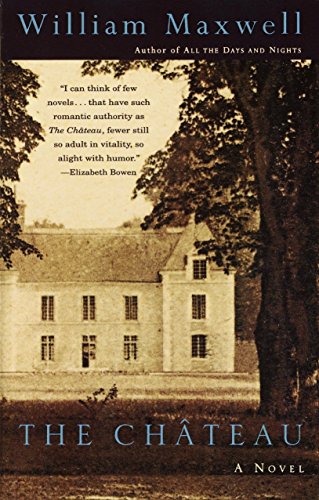 William Maxwell
Author of ALL THE DAYS AND NIGHTS
“I can think of few
novels . . . that have such
romantic authority as
The Château, fewer still
so adult in vitality, so
so alight with humor.”
—Elizabeth Bowen
THE CHÂTEAU
A NOVEL